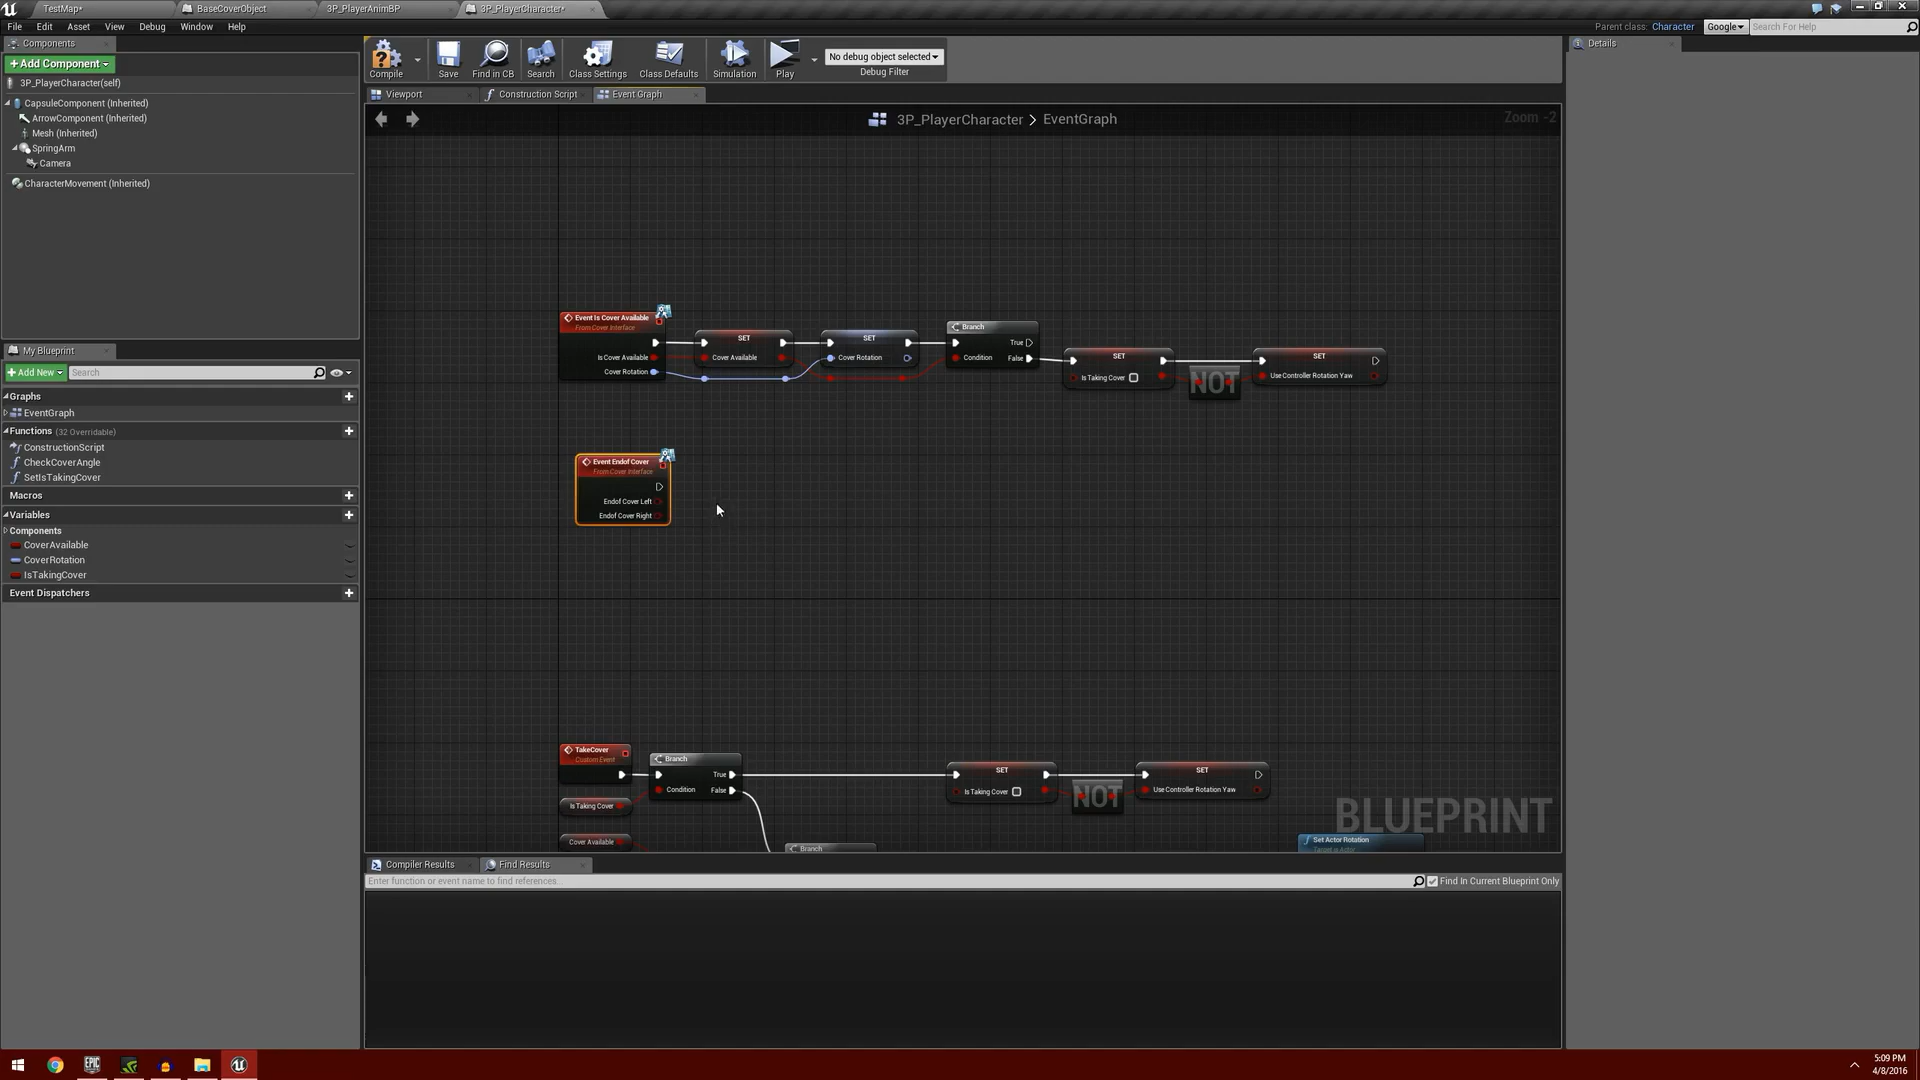 TestMap*
BaseCoverObject
3P_PlayerAnimBP
3P_PlayerCharacter*
File Edit Asset View Debug Window Help
Parent class: Character
Google
Search For Help
Components
+Add Component
3P_PlayerCharacter(self)
CapsuleComponent (Inherited)
ArrowComponent (Inherited)
Mesh (Inherited)
SpringArm
Camera
CharacterMovement (Inherited)
My Blueprint
+Add New
Search
Graphs
EventGraph
Functions (32 Overridable)
ConstructionScript
CheckCoverAngle
SetIsTakingCover
Macros
Variables
Components
CoverAvailable
CoverRotation
IsTakingCover
Event Dispatchers
Compile
Save
Find in CB
Search
Class Settings
Class Defaults
Simulation
Play
No debug object selected
Debug Filter
Viewport
Construction Script
Event Graph
3P_PlayerCharacter > EventGraph
Zoom -2
Event Is Cover Available
From Cover Interface
Is Cover Available
Cover Rotation
SET
Cover Available
SET
Cover Rotation
Branch
True
Condition False
SET
Is Taking Cover
NOT
SET
Use Controller Rotation Yaw
Event Endof Cover
From Cover Interface
Endof Cover Left
Endof Cover Right
TakeCover
Custom Event
Branch
True
Condition False
Is Taking Cover
Cover Available
Branch
SET
Is Taking Cover
NOT
SET
Use Controller Rotation Yaw
Set Actor Rotation
Target is Actor
BLUEPRINT
Compiler Results
Find Results
Enter function or event name to find references...
Find In Current Blueprint Only
Details
EPIC
GAMES
5:09 PM
4/8/2016